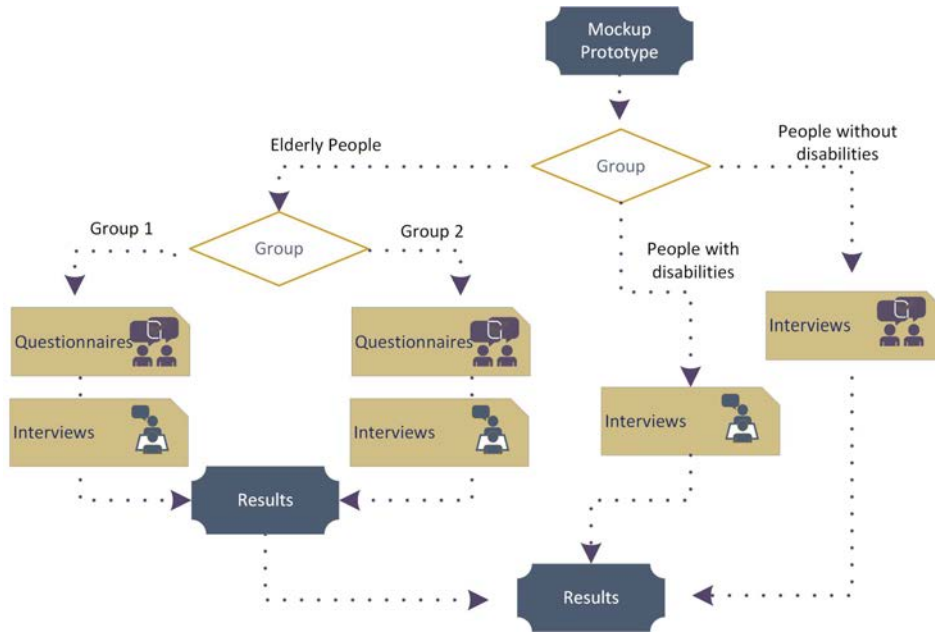 Mockup
Prototype
Elderly People
People without
disabilities
Group
Group 1
Group
Group 2
People with
disabilities
Questionnaires
Questionnaires
Interviews
Interviews
Interviews
Interviews
Results
Results